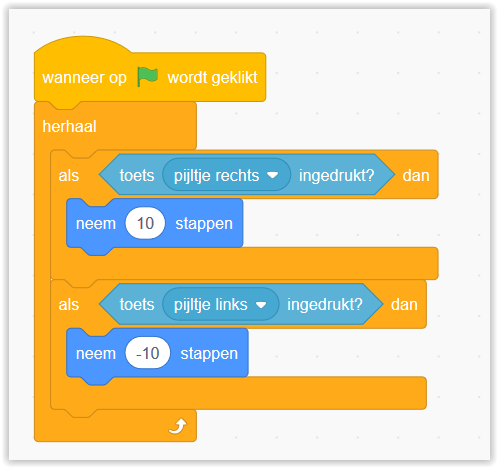 wanneer op wordt geklikt
herhaal
als toets pijltje rechts ingedrukt? dan
neem 10 stappen
als toets pijltje links ingedrukt? dan
neem -10 stappen